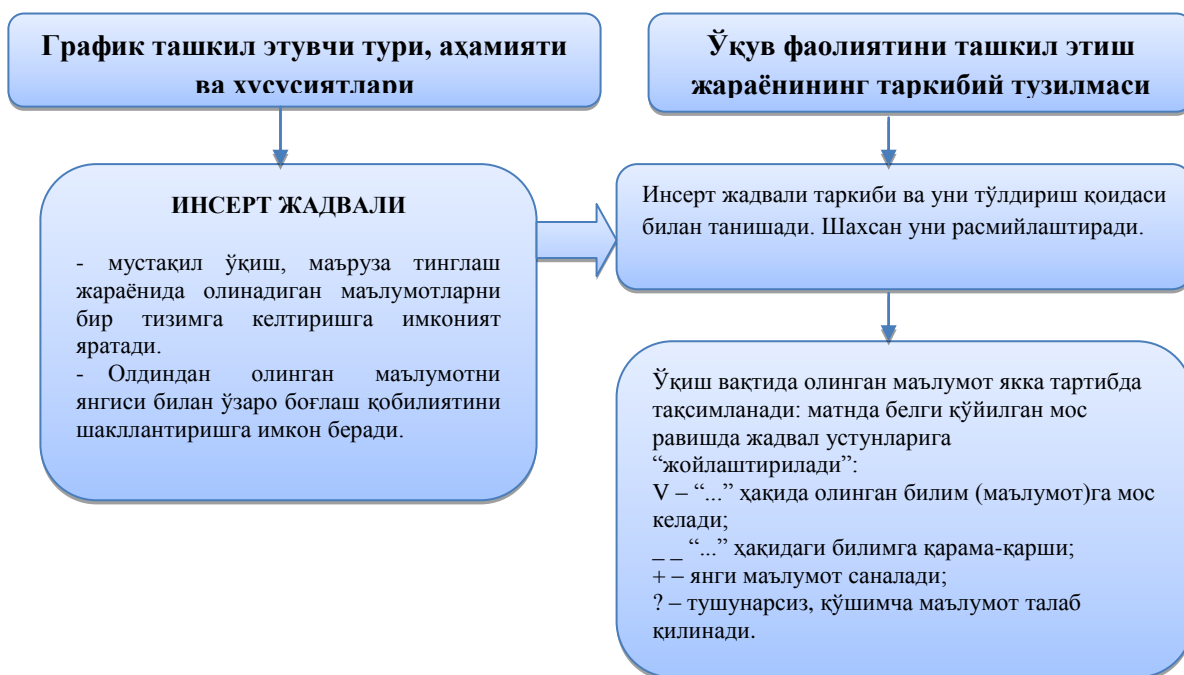 График ташкил этувчи тури, аҳамияти
ва хусусиятлари
Ўқув фаолиятини ташкил этиш
жараёнининг таркибий тузилмаси
ИНСЕРТ ЖАДВАЛИ
- мустақил ўқиш, маъруза тинглаш
жараёнида олинадиган маълумотларни
бир тизимга келтиришга имконият
яратади.
- Олдиндан олинган маълумотни
янгиси билан ўзаро боғлаш қобилиятини
шакллантиришга имкон беради.
Инсерт жадвали таркиби ва уни тўлдириш қоидаси
билан танишади. Шахсан уни расмийлаштиради.
Ўқиш вақтида олинган маълумот якка тартибда
тақсимланади: матнда белги қўйилган мос
равишда жадвал устунларига
“жойлаштирилади”:
V – “...” ҳақида олинган билим (маълумот)га мос
келади;
_ _ “...” ҳақидаги билимга қарама-қарши;
+ – янги маълумот саналади;
? – тушунарсиз, қўшимча маълумот талаб
қилинади.